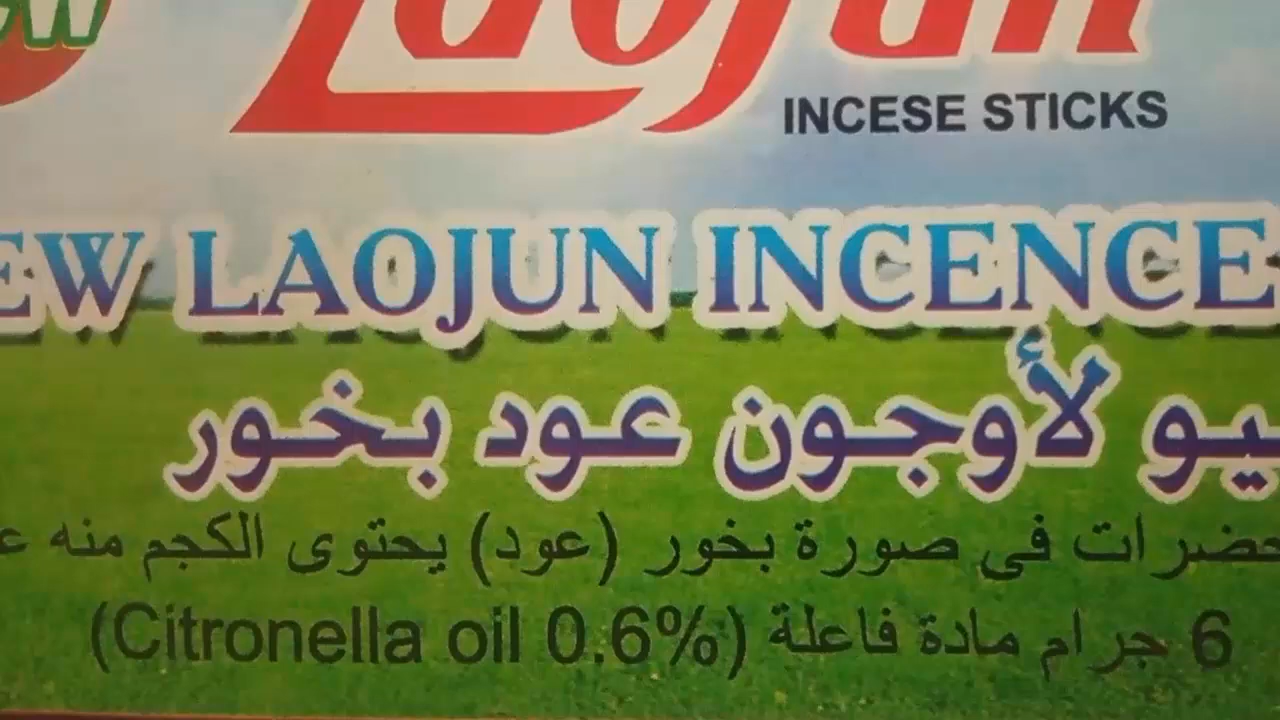 Laojun
INCESE STICKS
EW LAOJUN INCENCE
يو لأوجون عود بخور
حضرات فى صورة بخور (عود) يحتوى الكجم منه ع
6 جرام مادة فاعلة (Citronella oil 0.6%)